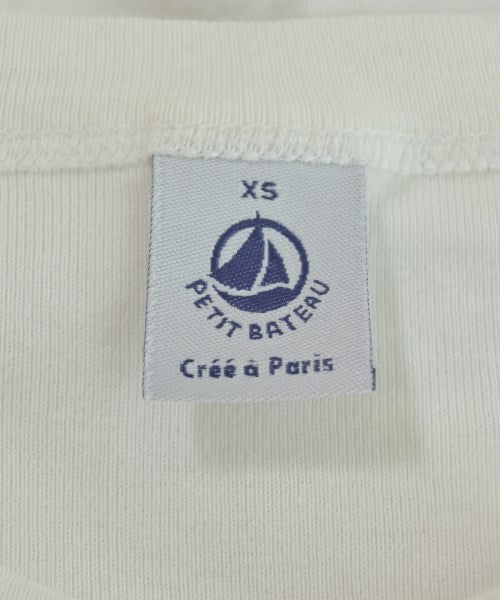 XS
PETIT BATEAU
Créé à Paris